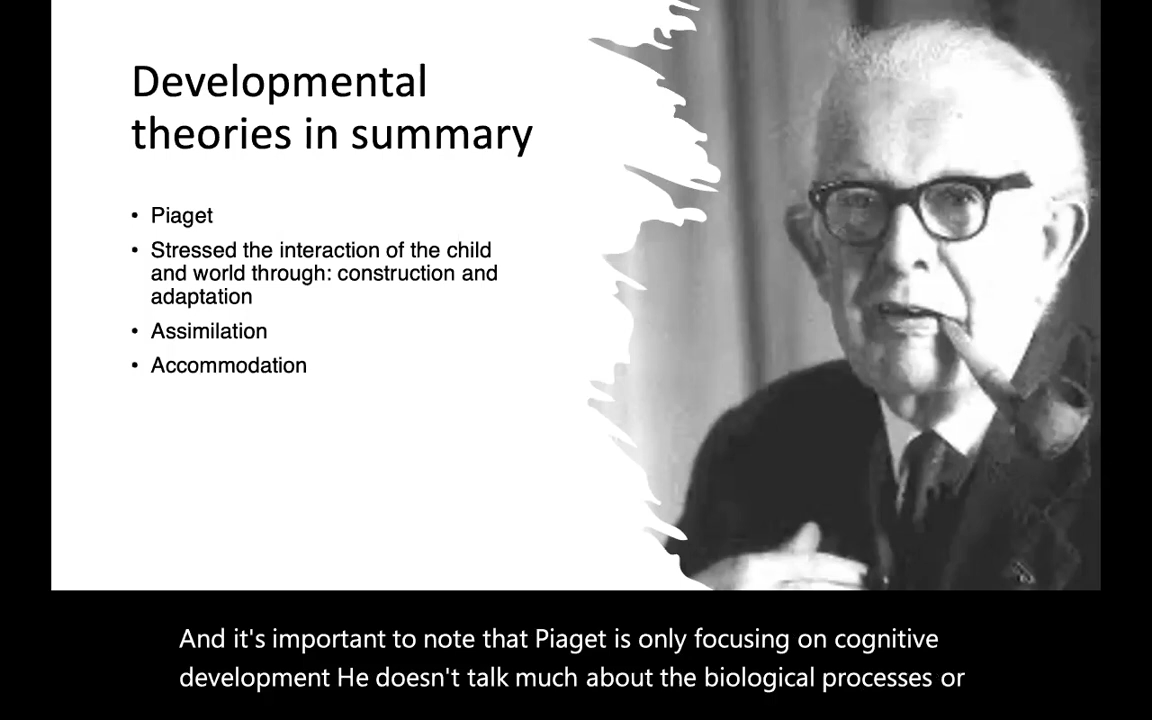 Developmental
theories in summary
• Piaget
• Stressed the interaction of the child
and world through: construction and
adaptation
• Assimilation
• Accommodation
And it's important to note that Piaget is only focusing on cognitive
development He doesn't talk much about the biological processes or